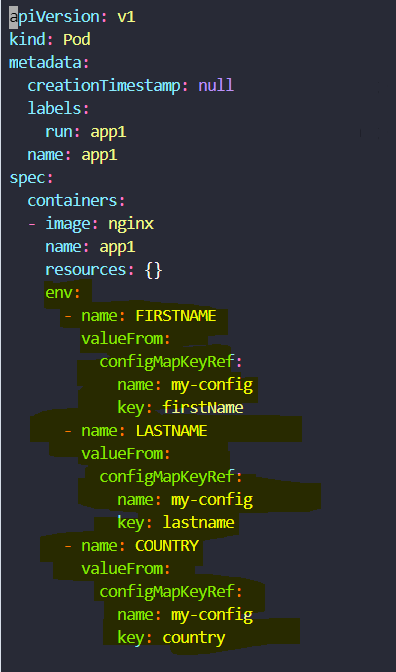 apiVersion: v1
kind: Pod
metadata:
  creationTimestamp: null
  labels:
    run: app1
  name: app1
spec:
  containers:
  - image: nginx
    name: app1
    resources: {}
    env:
      - name: FIRSTNAME
        valueFrom:
          configMapKeyRef:
            name: my-config
            key: firstName
      - name: LASTNAME
        valueFrom:
          configMapKeyRef:
            name: my-config
            key: lastname
      - name: COUNTRY
        valueFrom:
          configMapKeyRef:
            name: my-config
            key: country